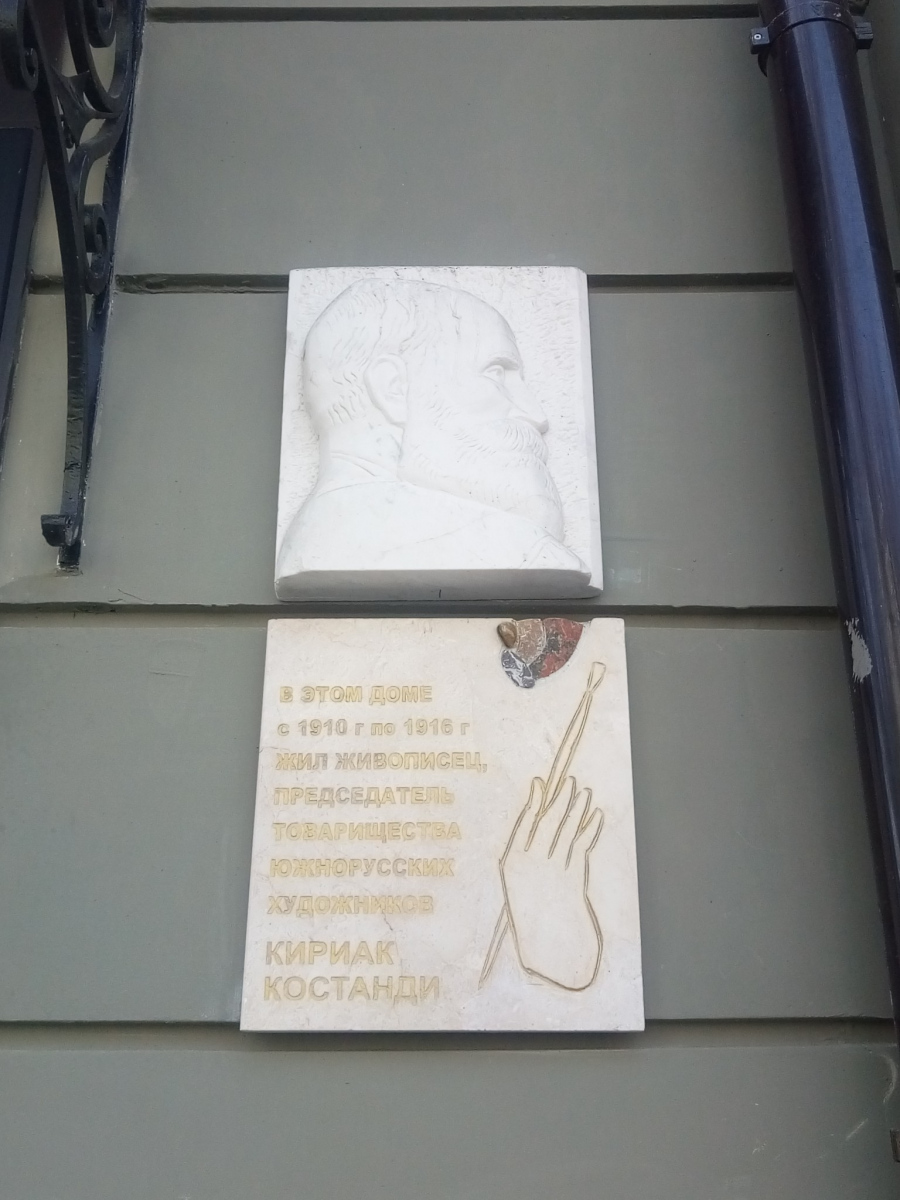 В ЭТОМ ДОМЕ
с 1910 г по 1916 г
ЖИЛ ЖИВОПИСЕЦ,
ПРЕДСЕДАТЕЛЬ
ТОВАРИЩЕСТВА
ЮЖНОРУССКИХ
ХУДОЖНИКОВ
КИРИАК
КОСТАНДИ